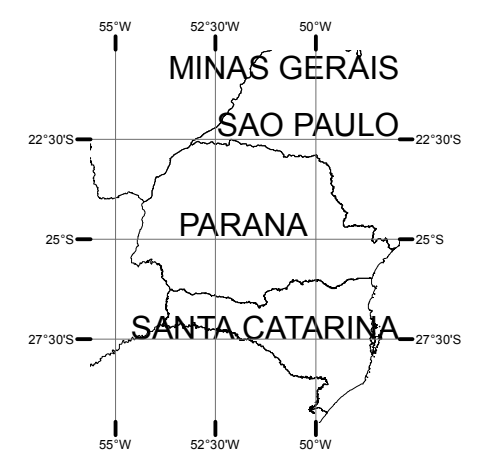 55°W 52°30'W 50°W
MINAS GERAIS
SAO PAULO
22°30'S 22°30'S
PARANA
25°S 25°S
SANTA CATARINA
27°30'S 27°30'S
55°W 52°30'W 50°W